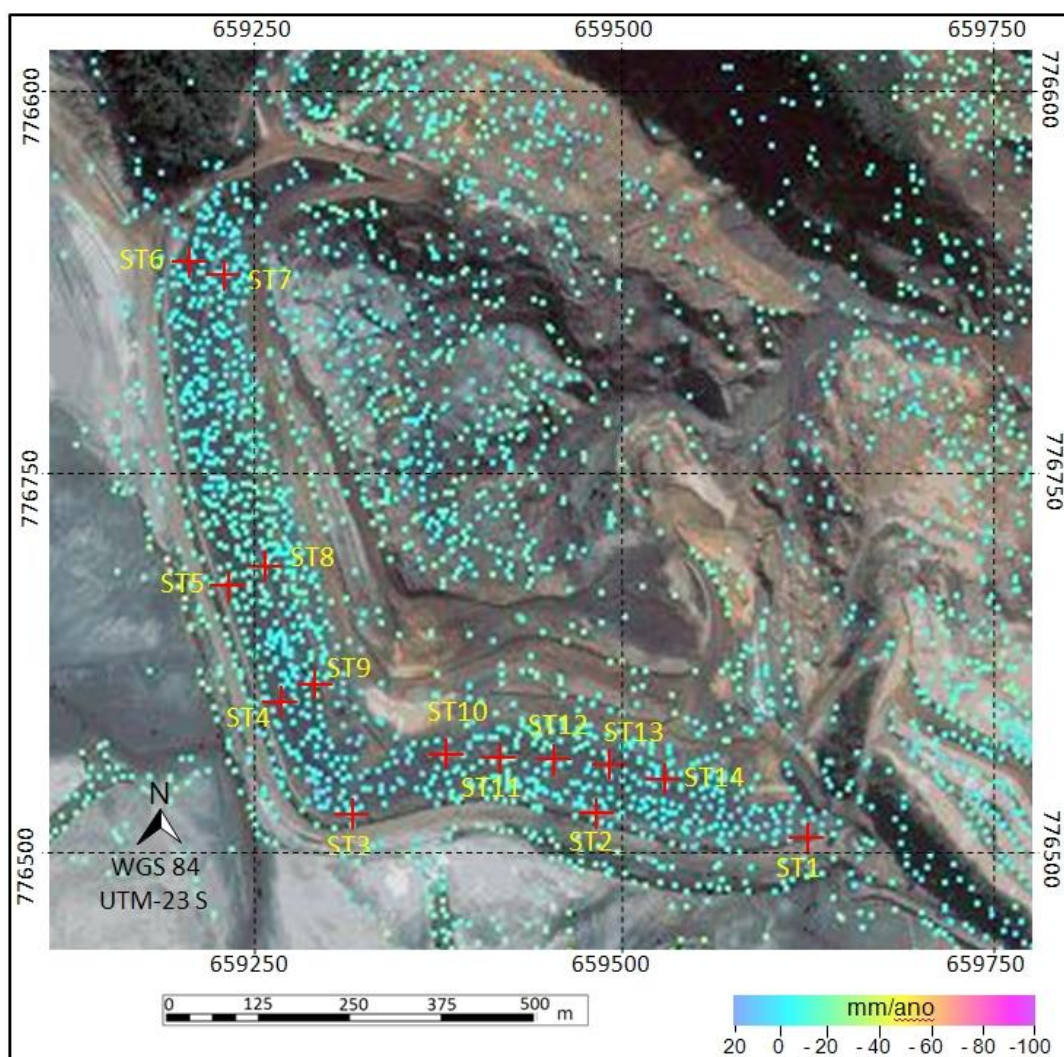 659250 659500 659750
776600 776600
ST6
ST7
776750 776750
ST8
ST5
ST9
ST4
ST10 ST12 ST13
ST11 ST14
ST3 ST2 ST1
N
WGS 84
UTM-23 S
776500 776500
659250 659500 659750
0 125 250 375 500 m
mm/ano
20 0 - 20 - 40 - 60 - 80 -100